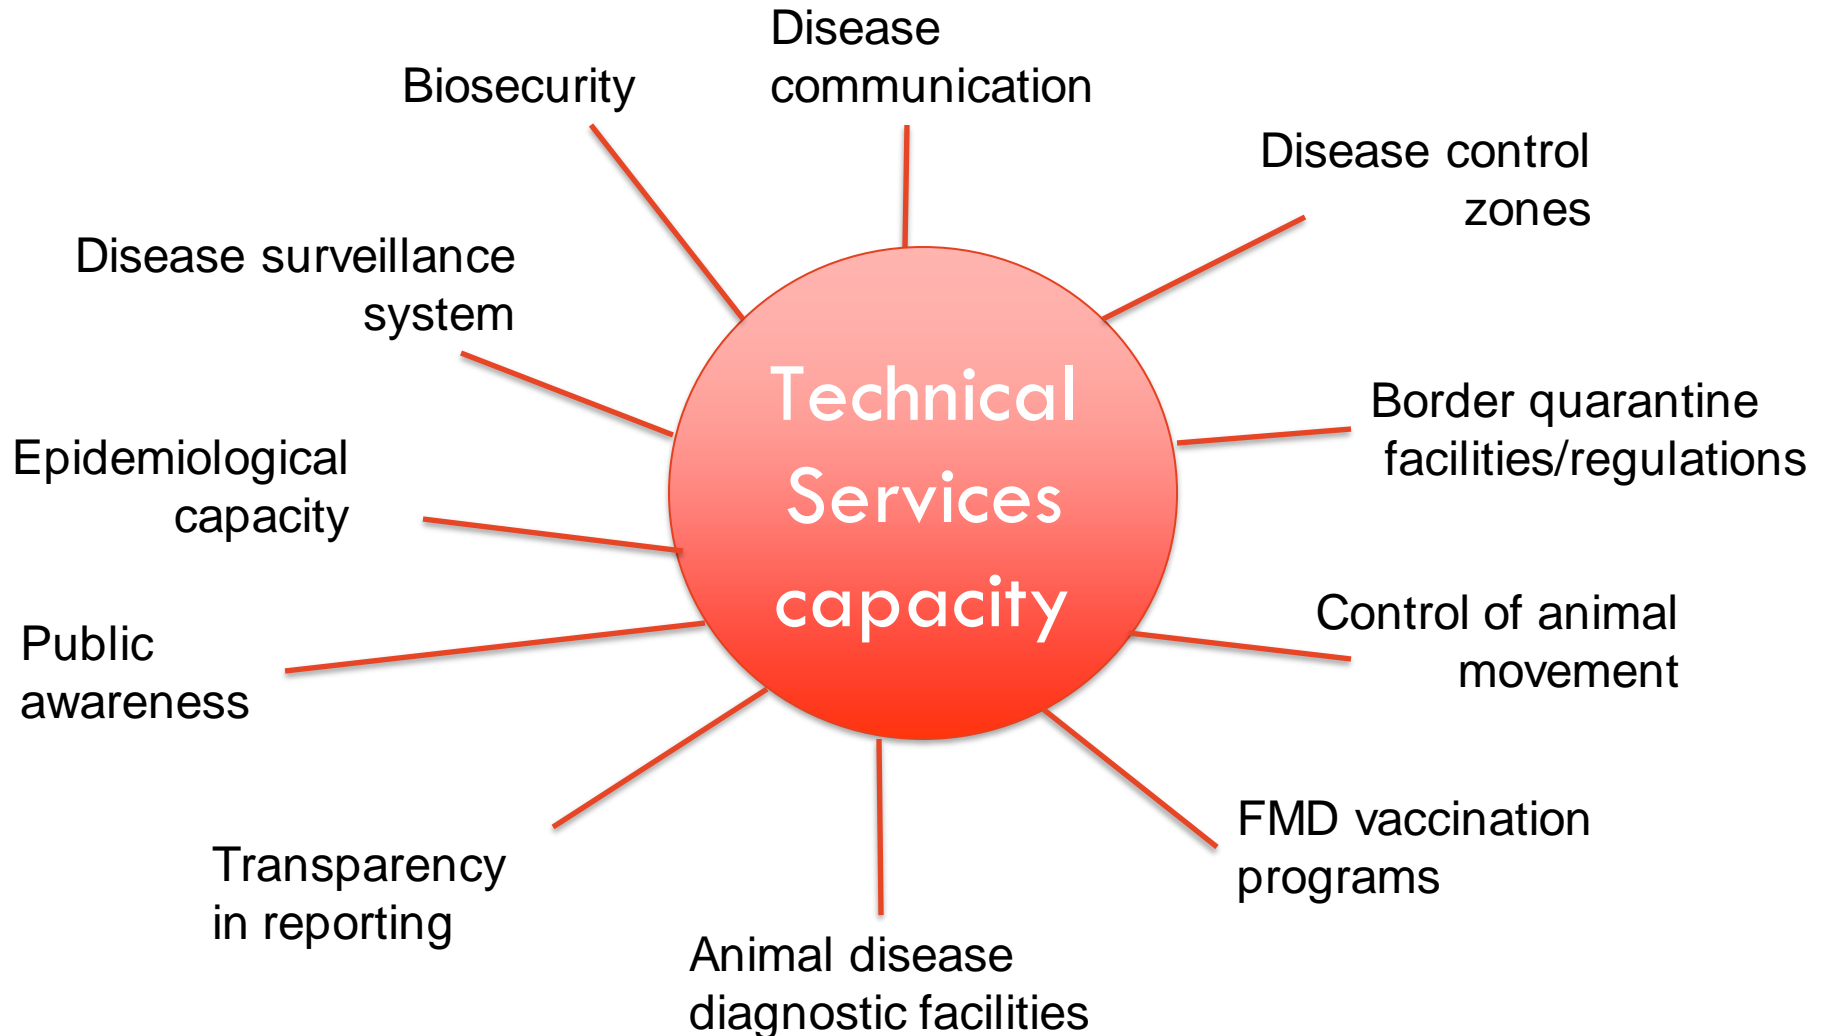 Disease
communication
Biosecurity
Disease control
zones
Disease surveillance
system
Border quarantine
facilities/regulations
Technical
Services
capacity
Epidemiological
capacity
Control of animal
movement
Public
awareness
FMD vaccination
programs
Transparency
in reporting
Animal disease
diagnostic facilities